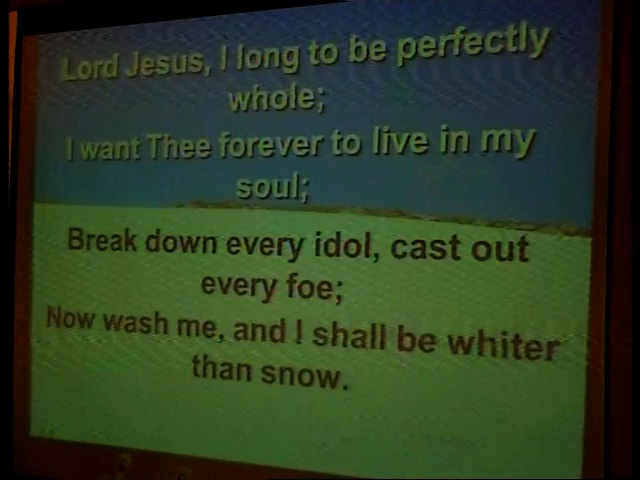 Lord Jesus, I long to be perfectly
whole;
I want Thee forever to live in my
soul;
Break down every idol, cast out
every foe;
Now wash me, and I shall be whiter
than snow.